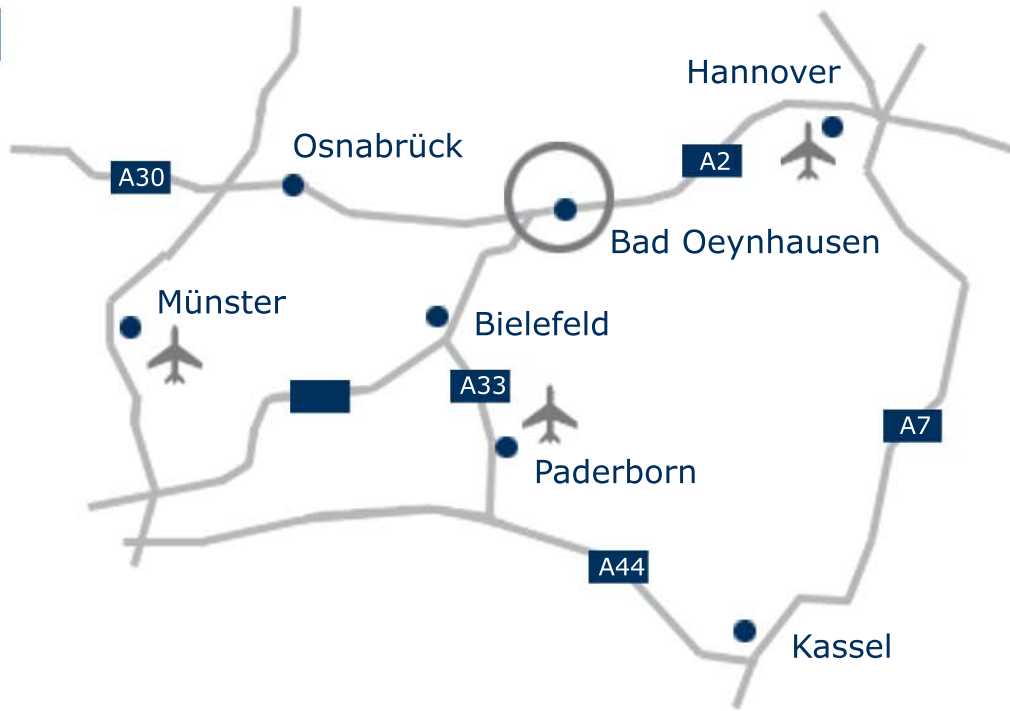 Hannover
Osnabrück
A2
A30
Bad Oeynhausen
Münster
Bielefeld
A33
A7
Paderborn
A44
Kassel